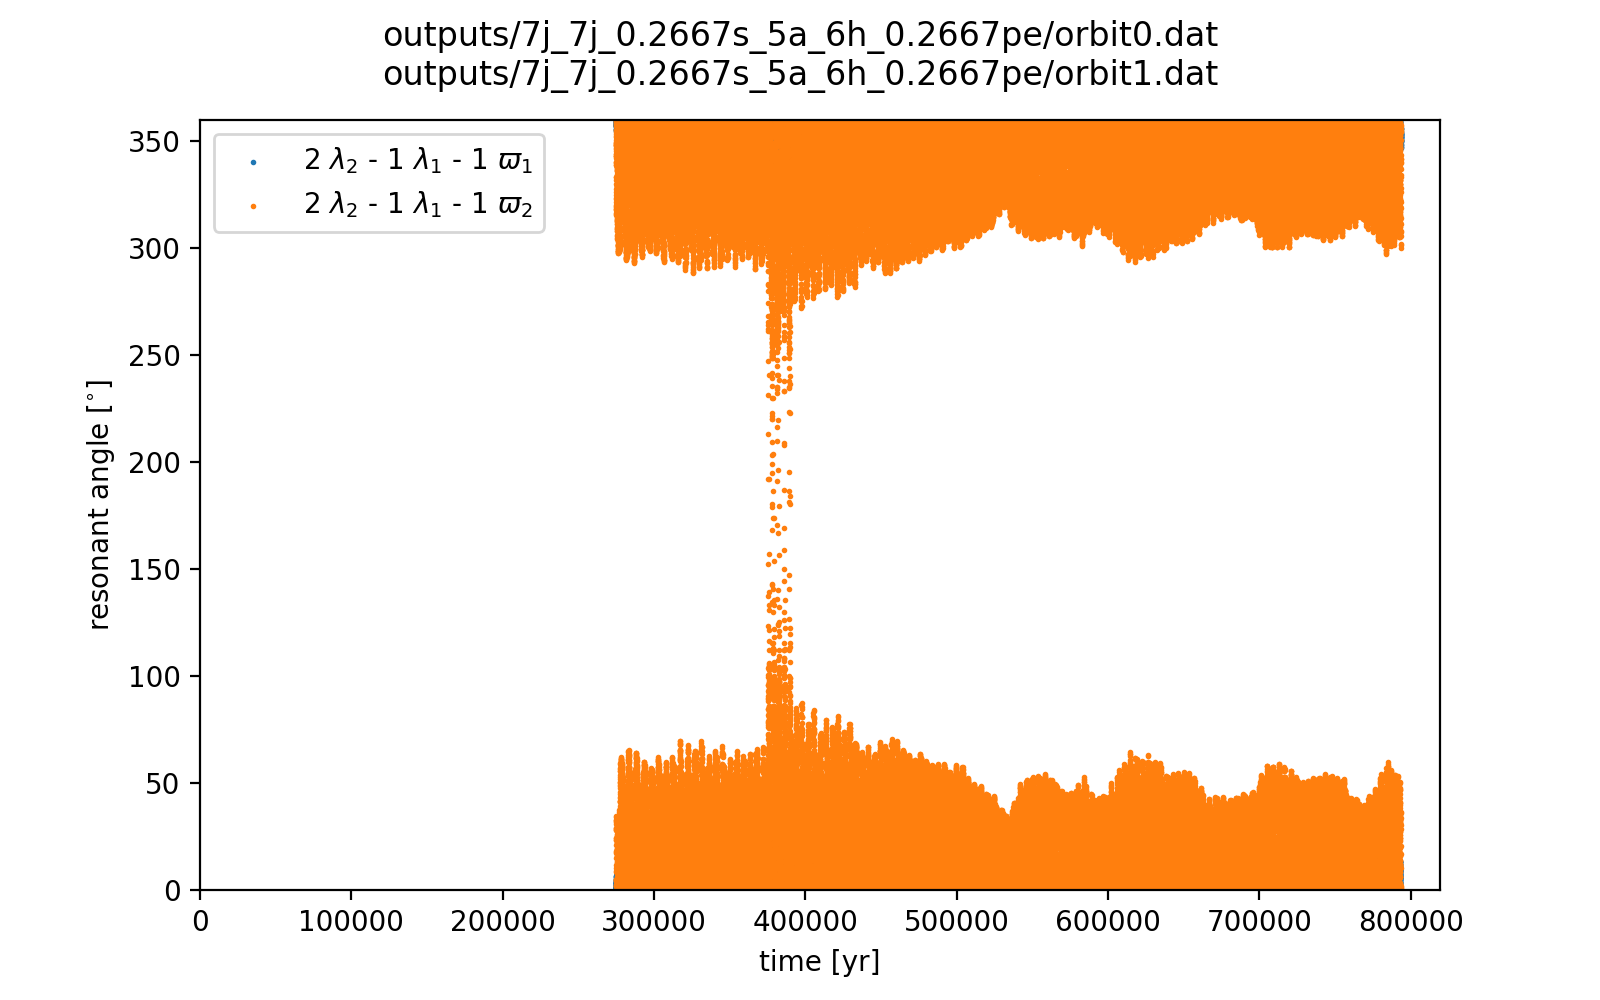 outputs/7j_7j_0.2667s_5a_6h_0.2667pe/orbit0.dat
outputs/7j_7j_0.2667s_5a_6h_0.2667pe/orbit1.dat
2 λ₂ - 1 λ₁ - 1 ϖ₁
2 λ₂ - 1 λ₁ - 1 ϖ₂
350
300
250
200
150
100
50
0
resonant angle [°]
0 100000 200000 300000 400000 500000 600000 700000 800000
time [yr]